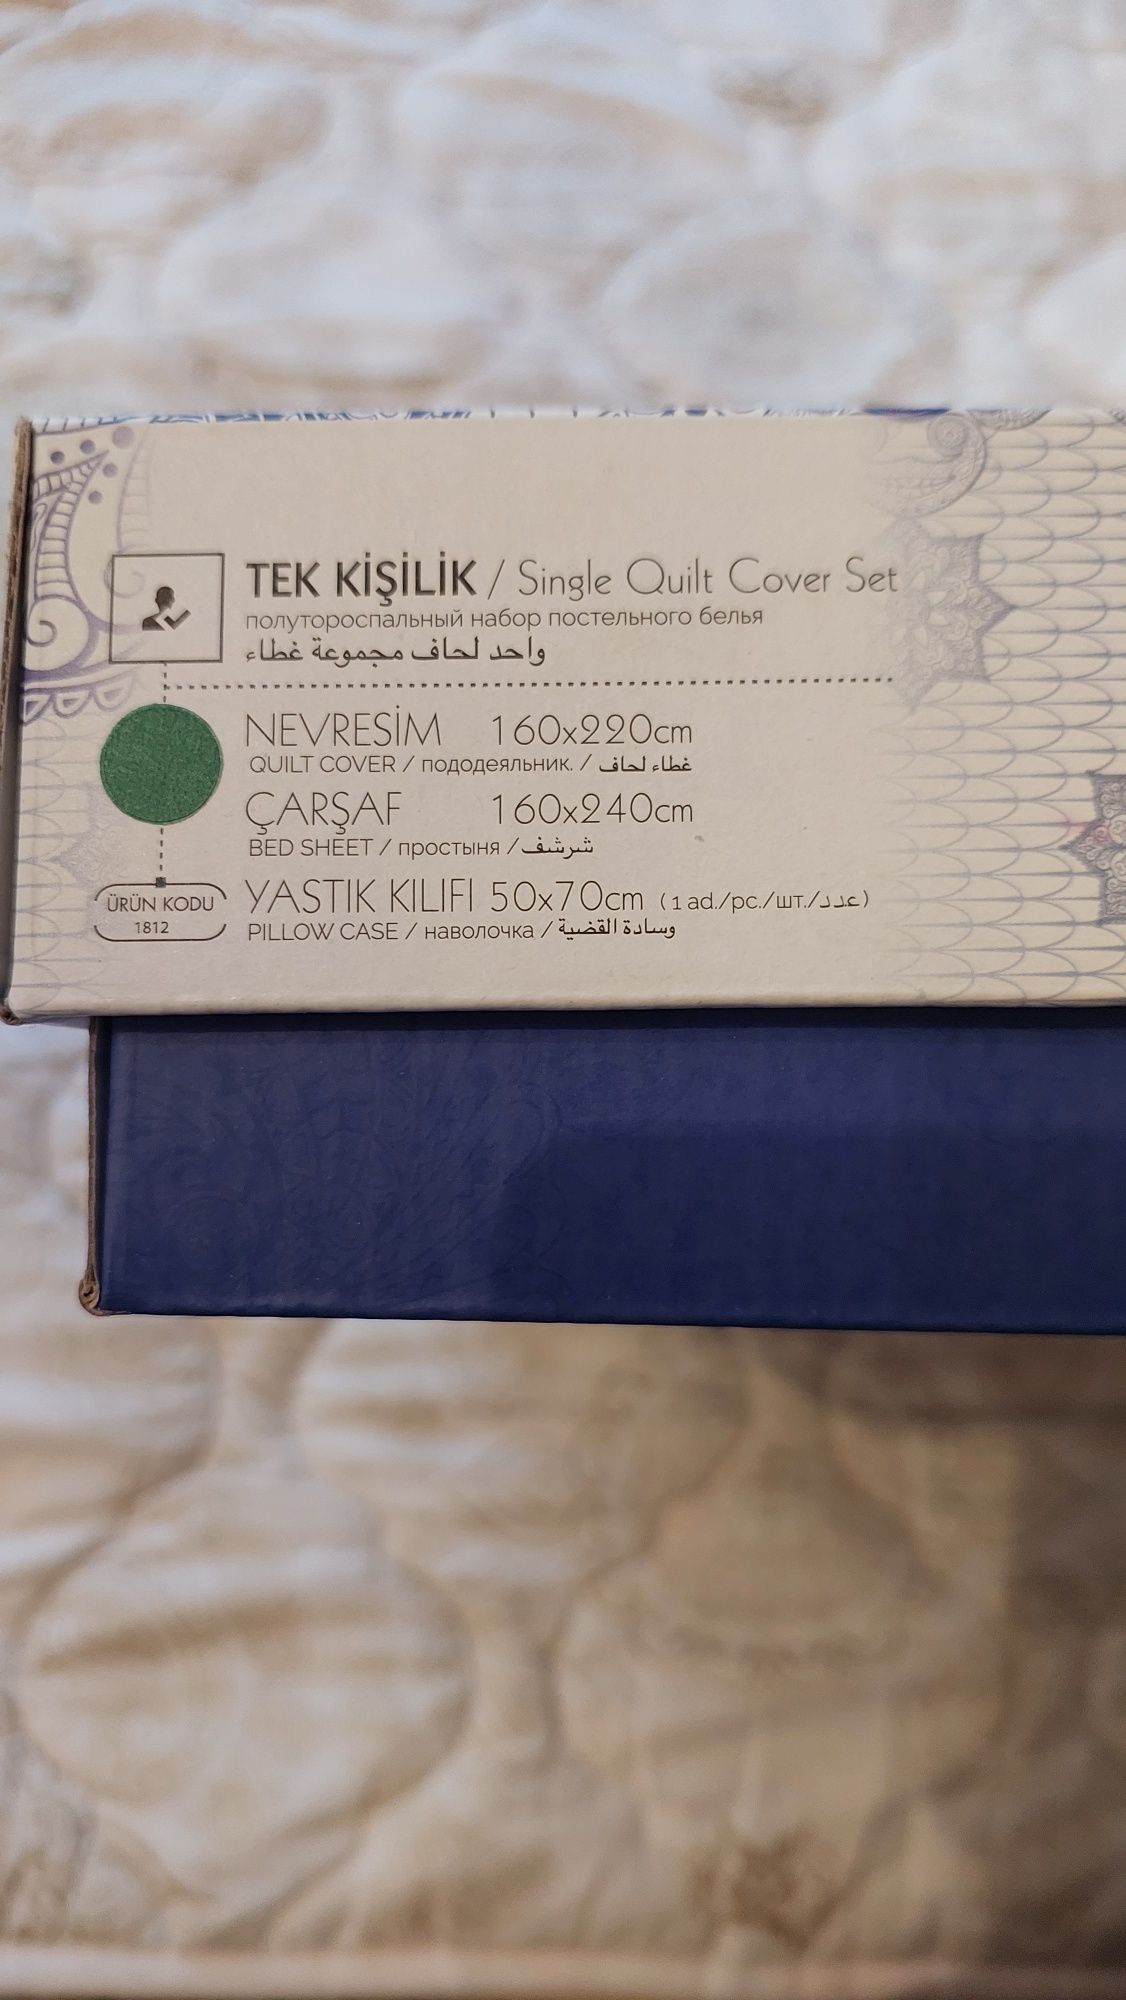 TEK KİŞİLİK / Single Quilt Cover Set
полутороспальный набор постельного белья
واحد لحاف مجموعة غطاء
NEVRESİM 160x220cm
QUILT COVER / пододеяльник. / غطاء لحاف
ÇARŞAF 160x240cm
BED SHEET / простыня / شرشف
YASTIK KILIFI 50x70cm (1 ad./pc./шт./عدد)
PILLOW CASE / наволочка / وسادة القضية
ÜRÜN KODU
1812